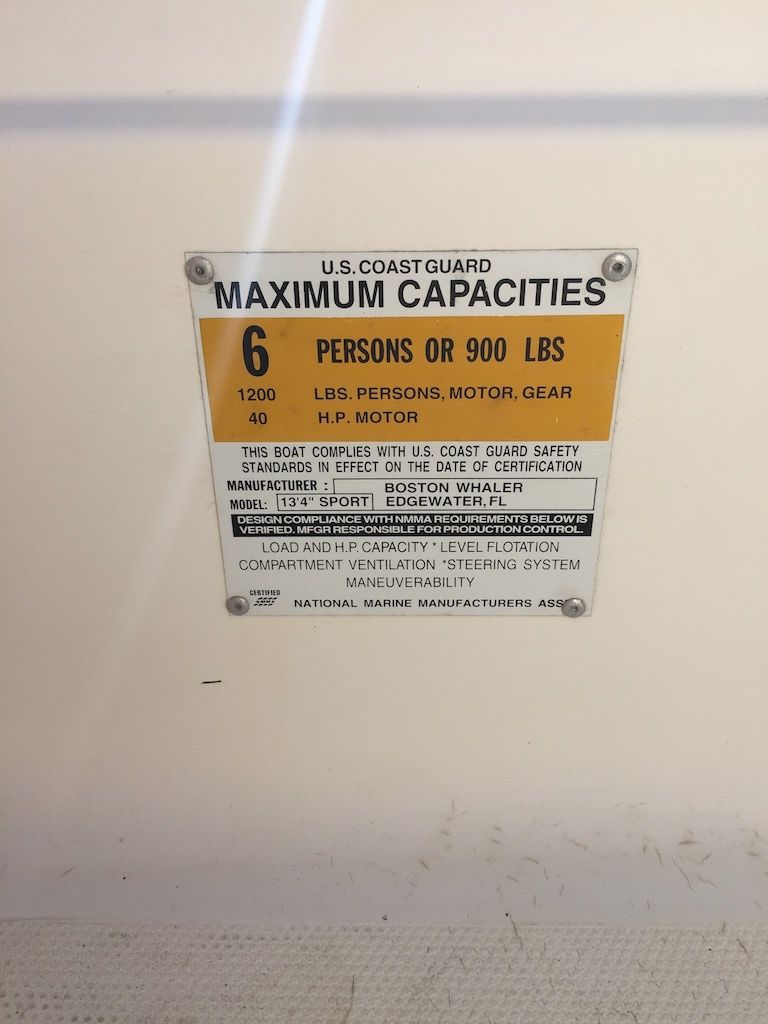 U.S. COAST GUARD
MAXIMUM CAPACITIES
6 PERSONS OR 900 LBS
1200 LBS. PERSONS, MOTOR, GEAR
40 H.P. MOTOR
THIS BOAT COMPLIES WITH U.S. COAST GUARD SAFETY
STANDARDS IN EFFECT ON THE DATE OF CERTIFICATION
MANUFACTURER : BOSTON WHALER
MODEL: 13'4" SPORT EDGEWATER, FL
DESIGN COMPLIANCE WITH NMMA REQUIREMENTS BELOW IS
VERIFIED. MFGR RESPONSIBLE FOR PRODUCTION CONTROL.
LOAD AND H.P. CAPACITY * LEVEL FLOTATION
COMPARTMENT VENTILATION *STEERING SYSTEM
MANEUVERABILITY
CERTIFIED
NMMA
NATIONAL MARINE MANUFACTURERS ASS